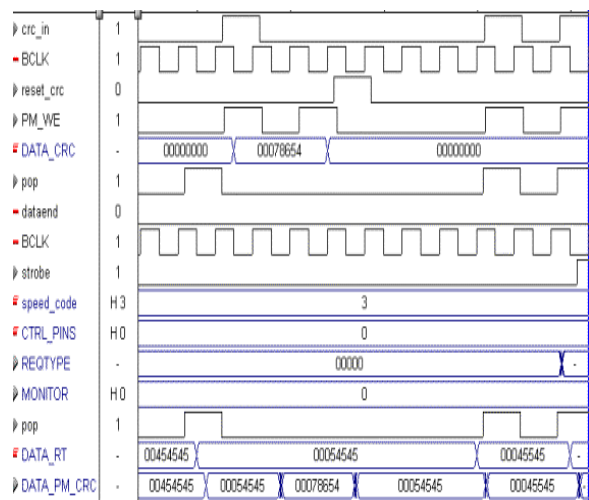 crc_in 1
BCLK 1
reset_crc 0
PM_WE 1
DATA_CRC - 00000000 00078654 00000000
pop 1
dataend 0
BCLK 1
strobe 1
speed_code H3 3
CTRL_PINS H0 0
REQTYPE - 00000 -
MONITOR H0 0
pop 1
DATA_RT - 00454545 00054545 00045545 -
DATA_PM_CRC - 00454545 00054545 00078654 00054545 00045545 -